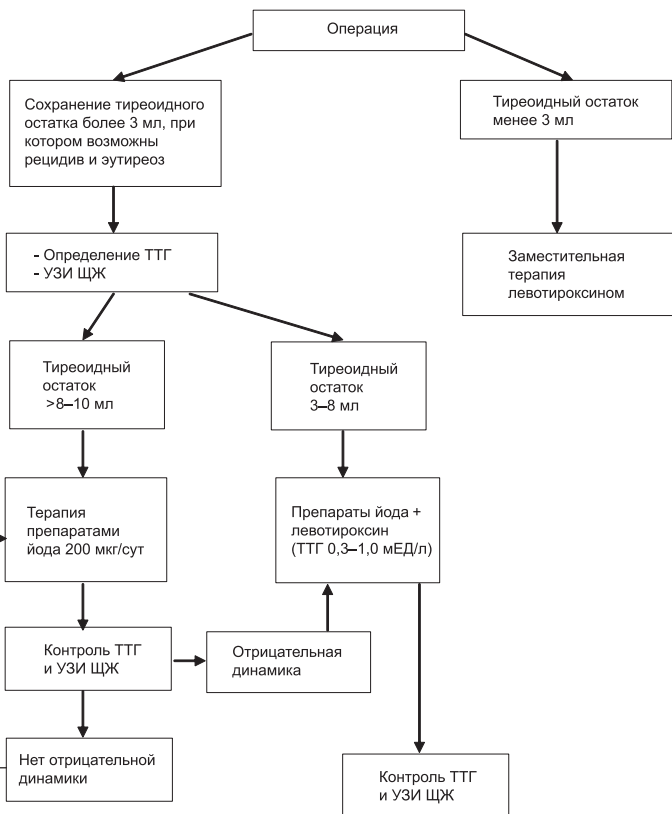 Операция
Сохранение тиреоидного
остатка более 3 мл, при
котором возможны
рецидив и эутиреоз
Тиреоидный остаток
менее 3 мл
- Определение ТТГ
- УЗИ ЩЖ
Заместительная
терапия
левотироксином
Тиреоидный
остаток
>8–10 мл
Тиреоидный
остаток
3–8 мл
Терапия
препаратами
йода 200 мкг/сут
Препараты йода +
левотироксин
(ТТГ 0,3–1,0 мЕД/л)
Контроль ТТГ
и УЗИ ЩЖ
Отрицательная
динамика
Нет отрицательной
динамики
Контроль ТТГ
и УЗИ ЩЖ